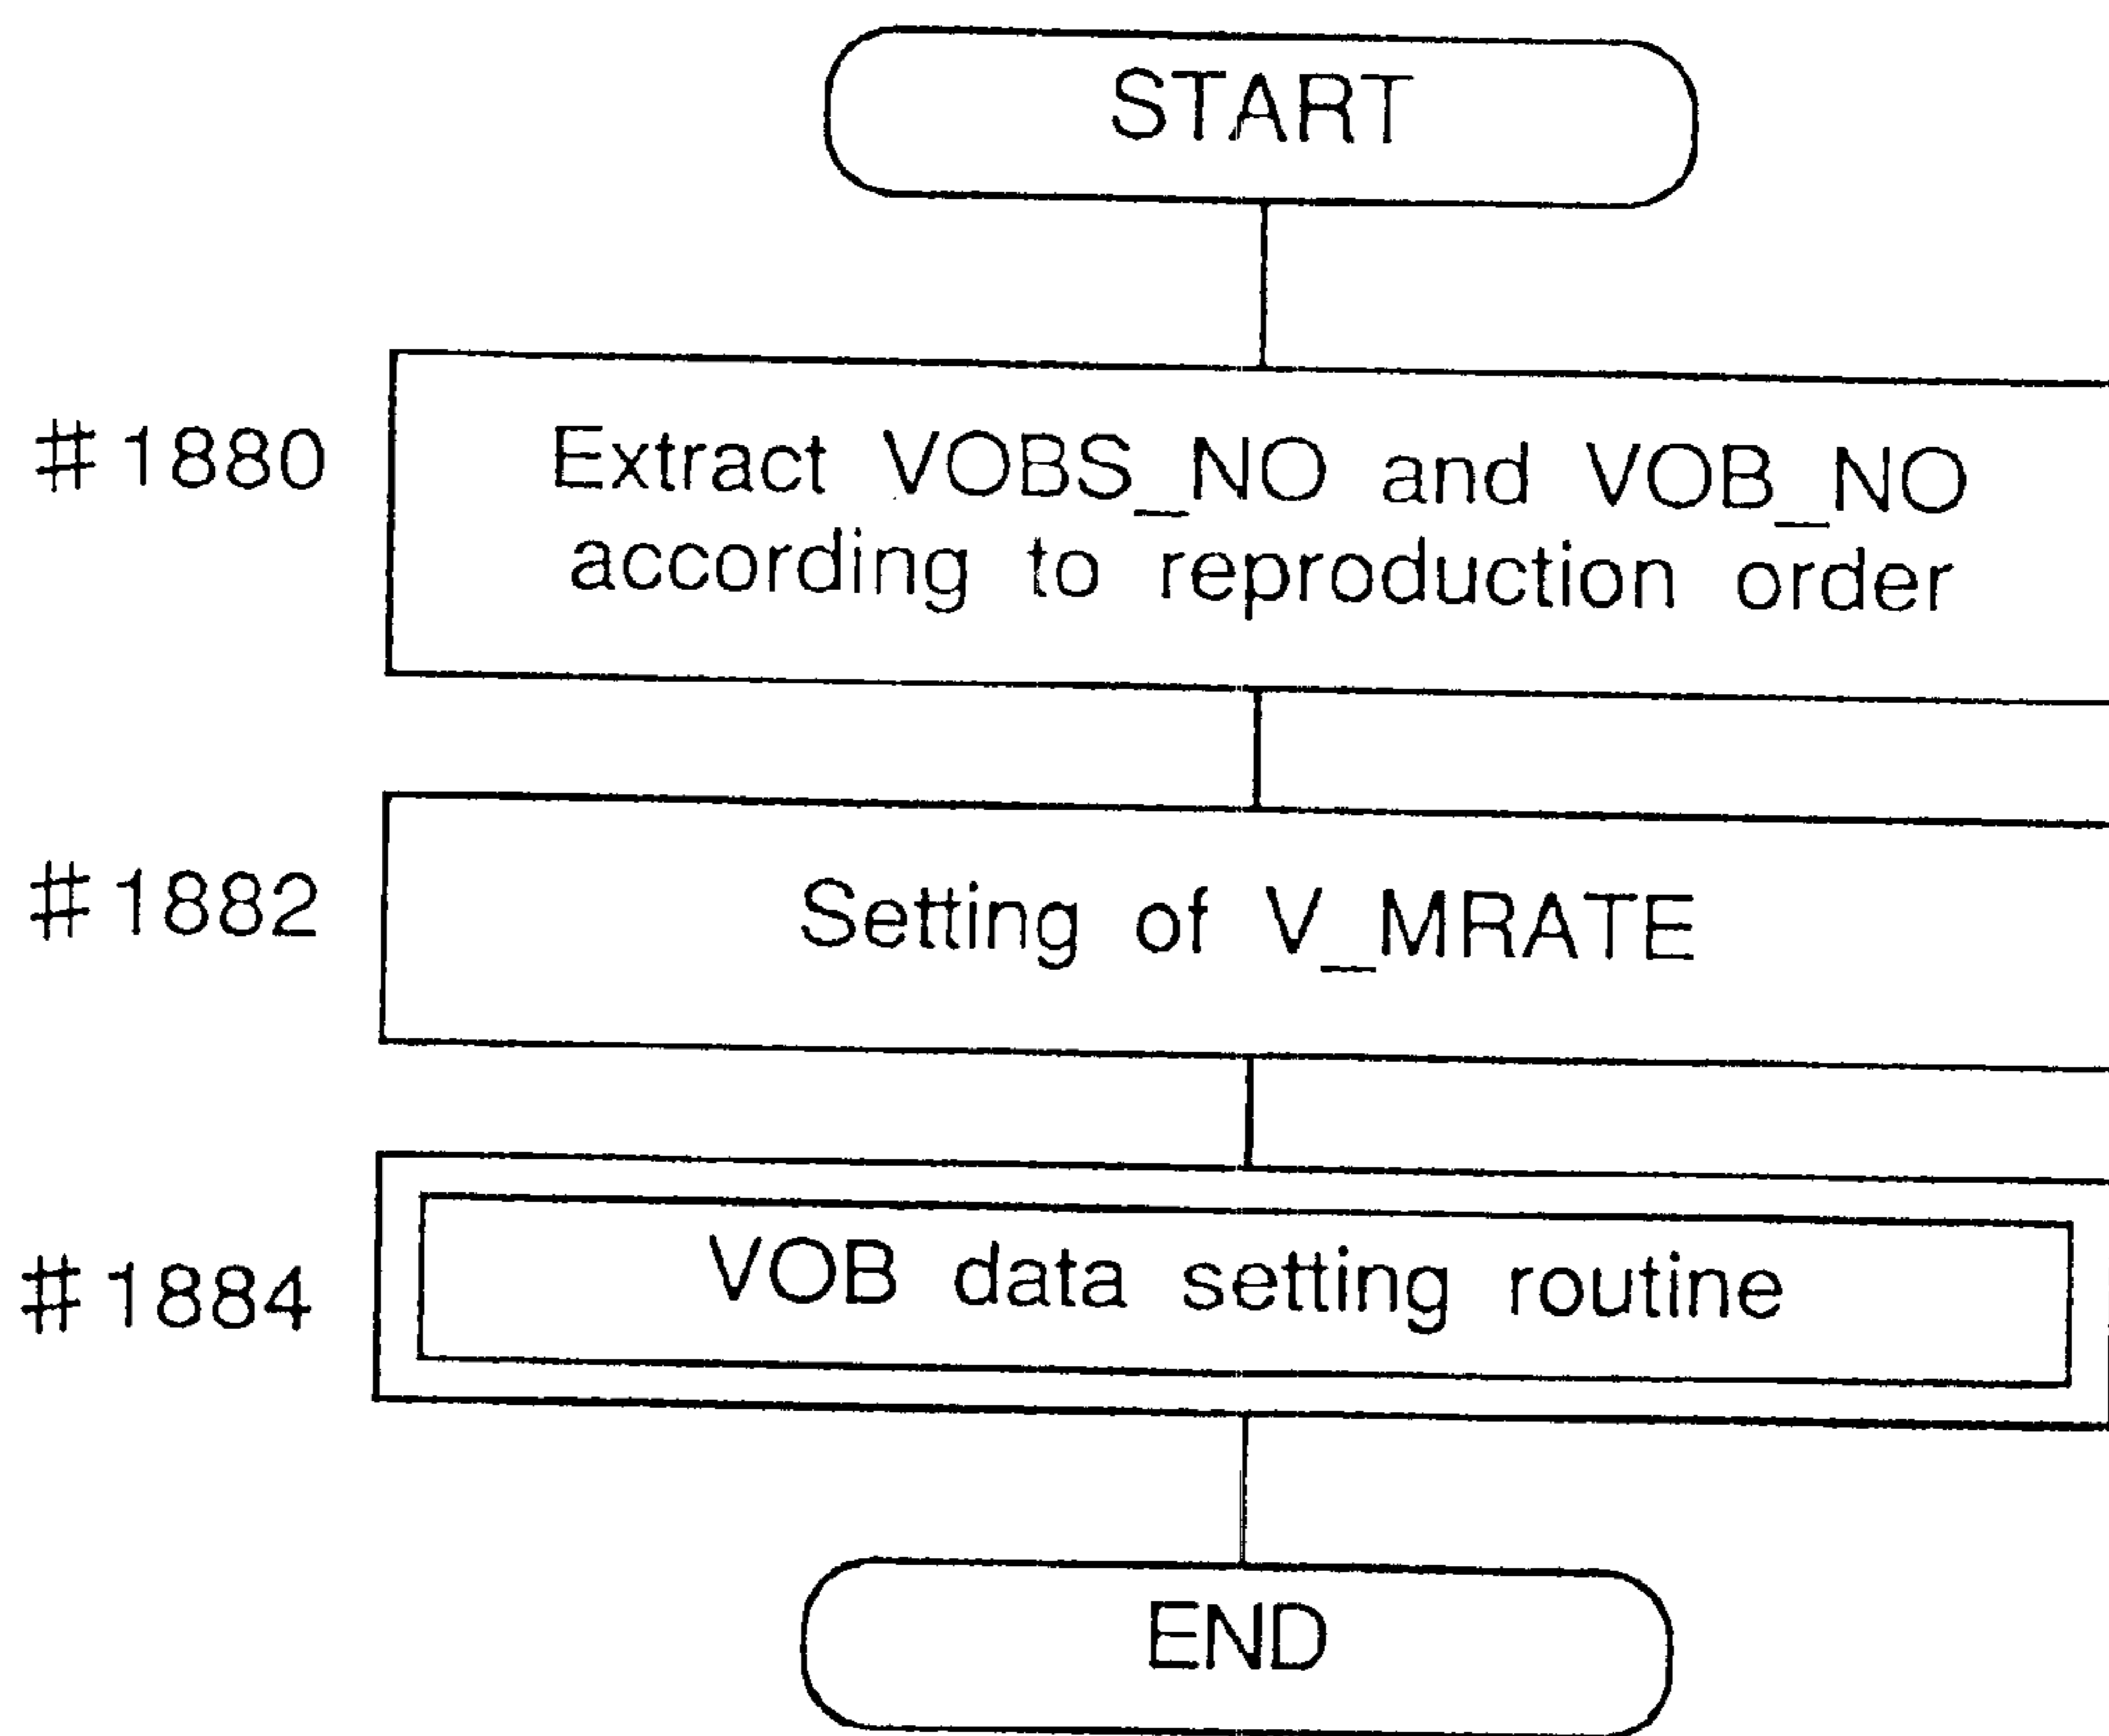 START
#1880
Extract VOBS_NO and VOB_NO
according to reproduction order
#1882
Setting of V_MRATE
#1884
VOB data setting routine
END